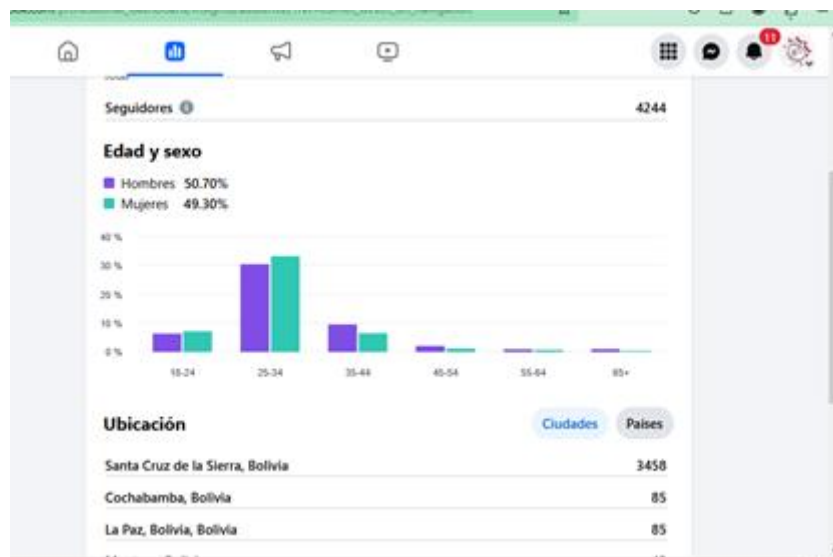 11
Seguidores
4244
Edad y sexo
Hombres 50.70%
Mujeres 49.30%
40 %
30 %
20 %
10 %
0 %
18-24 25-34 35-44 45-54 55-64 65+
Ubicación
Ciudades Países
Santa Cruz de la Sierra, Bolivia 3458
Cochabamba, Bolivia 85
La Paz, Bolivia, Bolivia 85